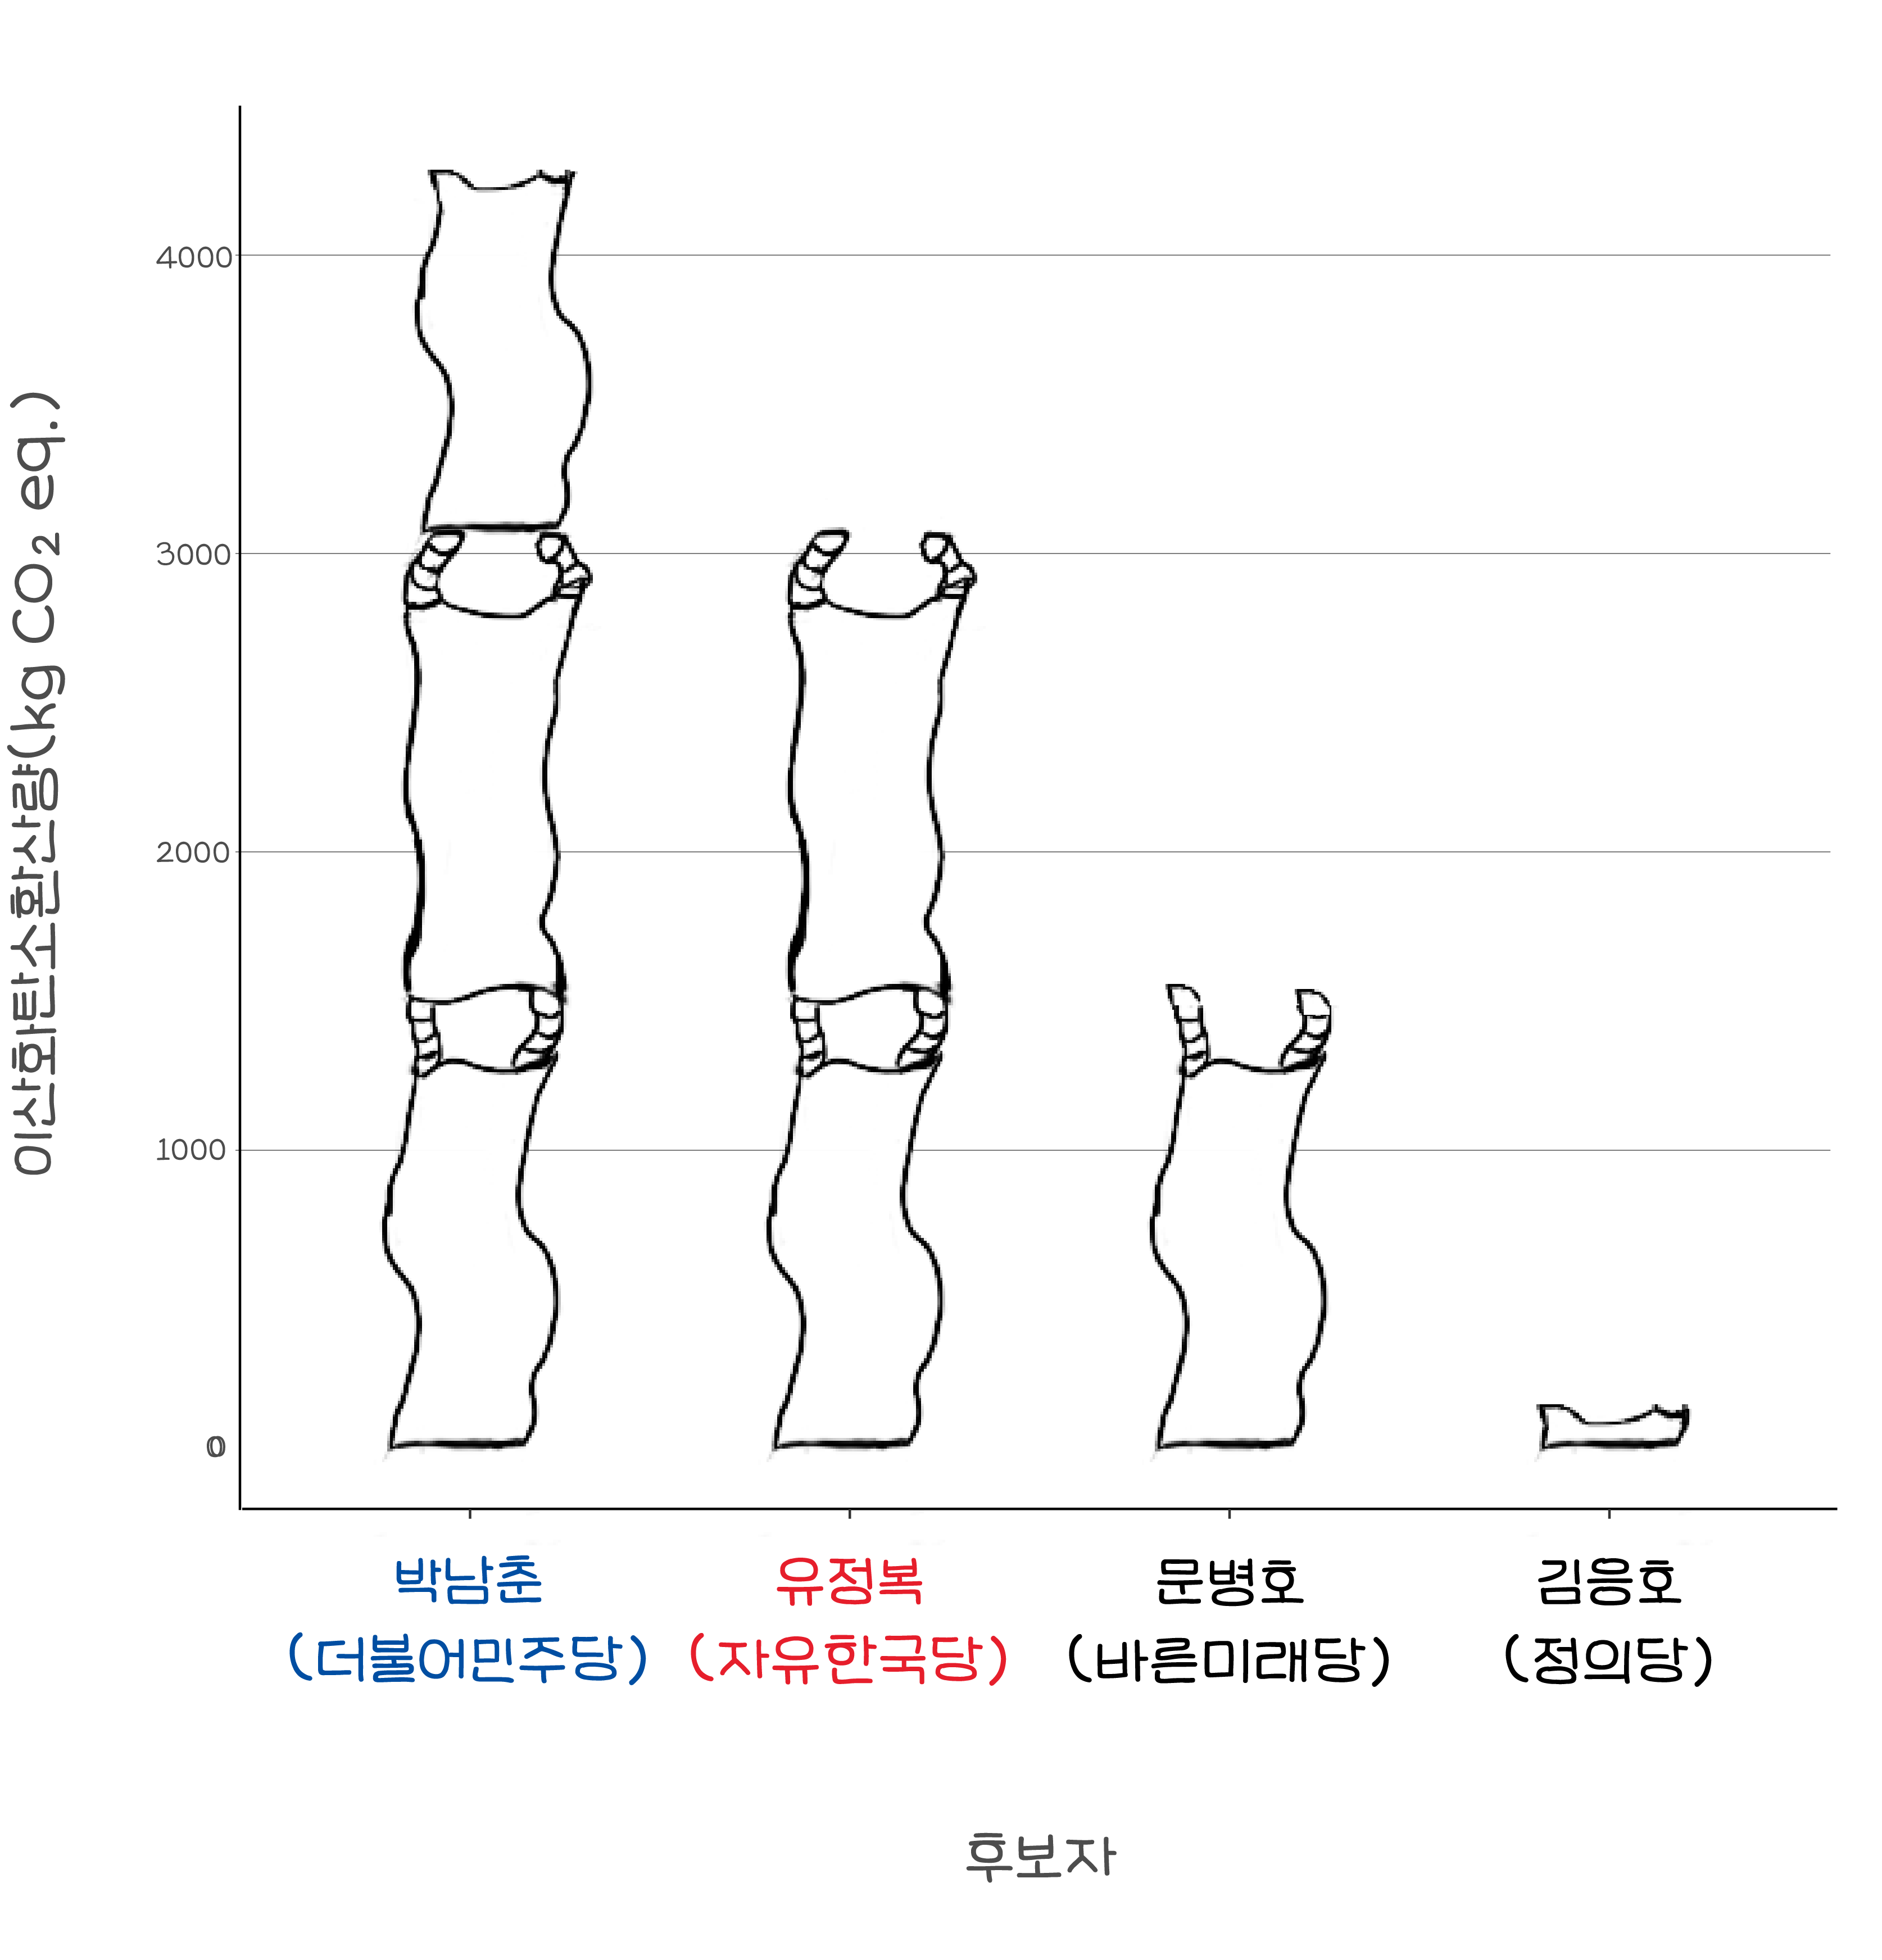 이산화탄소환산량(kg CO₂ eq.)
4000
3000
2000
1000
0
박남춘
(더불어민주당)
유정복
(자유한국당)
문병호
(바른미래당)
김응호
(정의당)
후보자